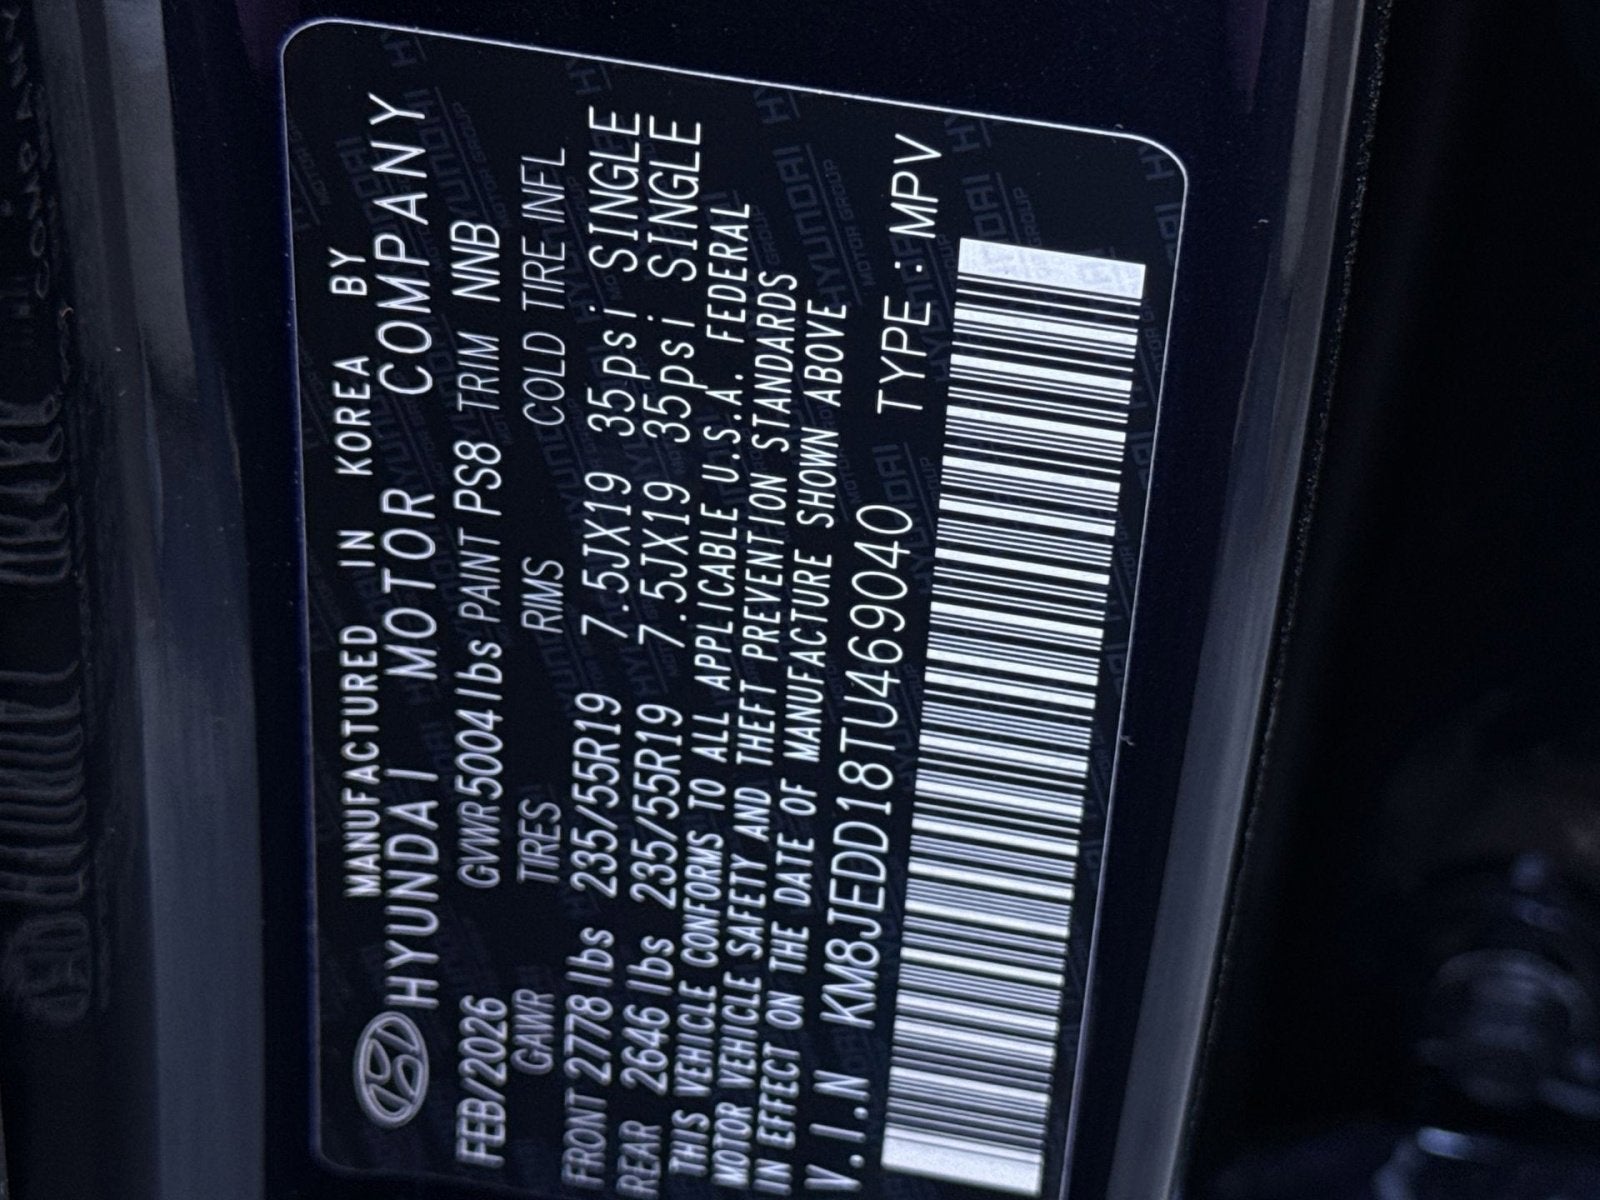 MANUFACTURED IN KOREA BY
HYUNDAI MOTOR COMPANY
FEB/2026 GVWR5004lbs PAINT PS8 TRIM NNB
GAWR TIRES RIMS COLD TIRE INFL
FRONT 2778 lbs 235/55R19 7.5JX19 35psi SINGLE
REAR 2646 lbs 235/55R19 7.5JX19 35psi SINGLE
THIS VEHICLE CONFORMS TO ALL APPLICABLE U.S.A. FEDERAL
MOTOR VEHICLE SAFETY AND THEFT PREVENTION STANDARDS
IN EFFECT ON THE DATE OF MANUFACTURE SHOWN ABOVE
V.I.N KM8JEDD18TU469040 TYPE:MPV